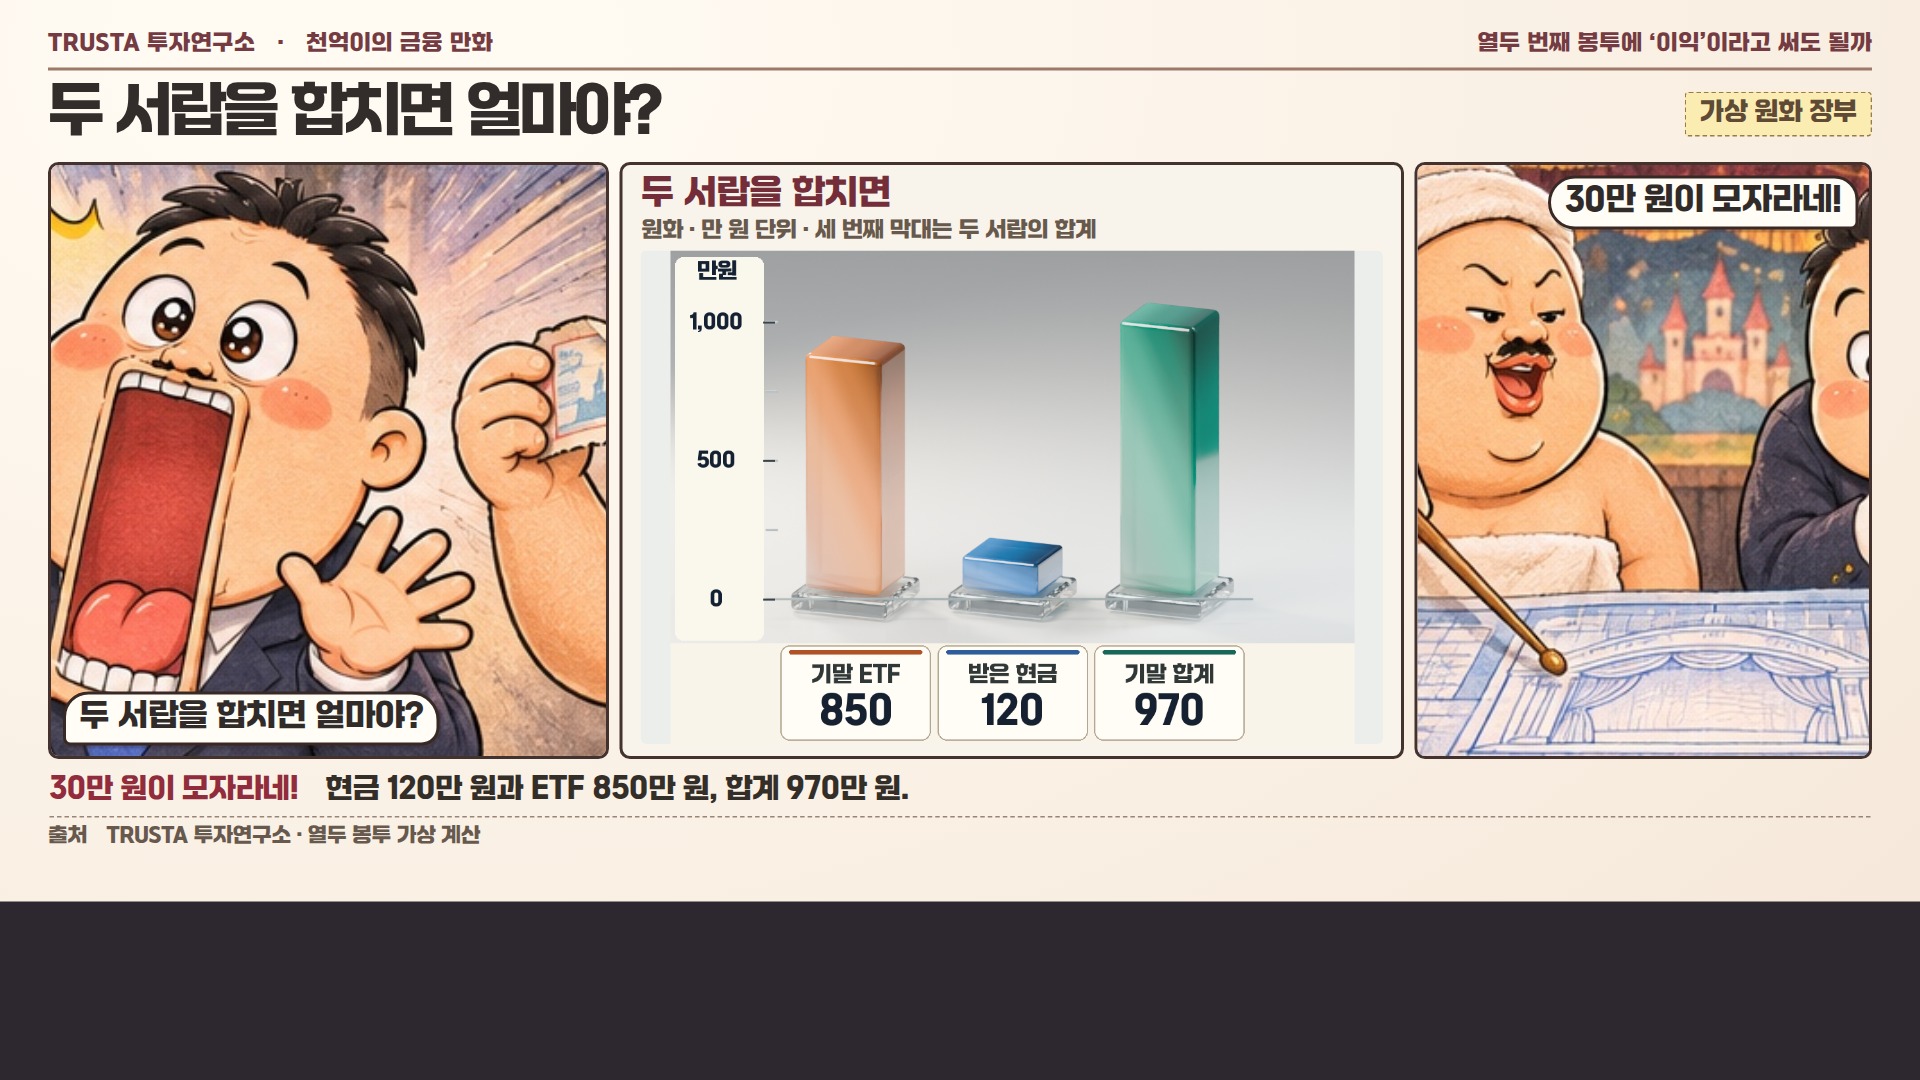 TRUSTA 투자연구소 · 천억이의 금융 만화
열두 번째 봉투에 ‘이익’이라고 써도 될까
두 서랍을 합치면 얼마야?
가상 원화 장부
두 서랍을 합치면 얼마야?
두 서랍을 합치면
원화 · 만 원 단위 · 세 번째 막대는 두 서랍의 합계
만원
1,000
500
0
기말 ETF
850
받은 현금
120
기말 합계
970
30만 원이 모자라네!
30만 원이 모자라네! 현금 120만 원과 ETF 850만 원, 합계 970만 원.
출처 TRUSTA 투자연구소 · 열두 봉투 가상 계산